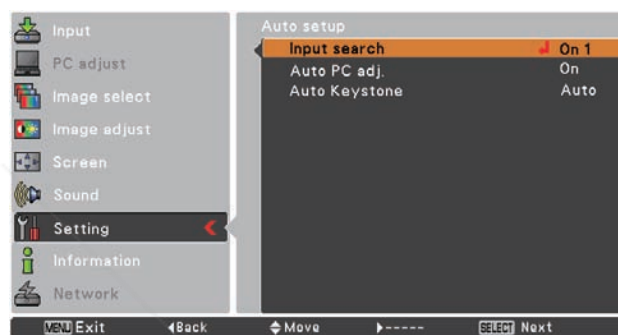 Input
PC adjust
Image select
Image adjust
Screen
Sound
Setting
Information
Network
Auto setup
Input search On 1
Auto PC adj. On
Auto Keystone Auto
MENU Exit Back Move ----- SELECT Next